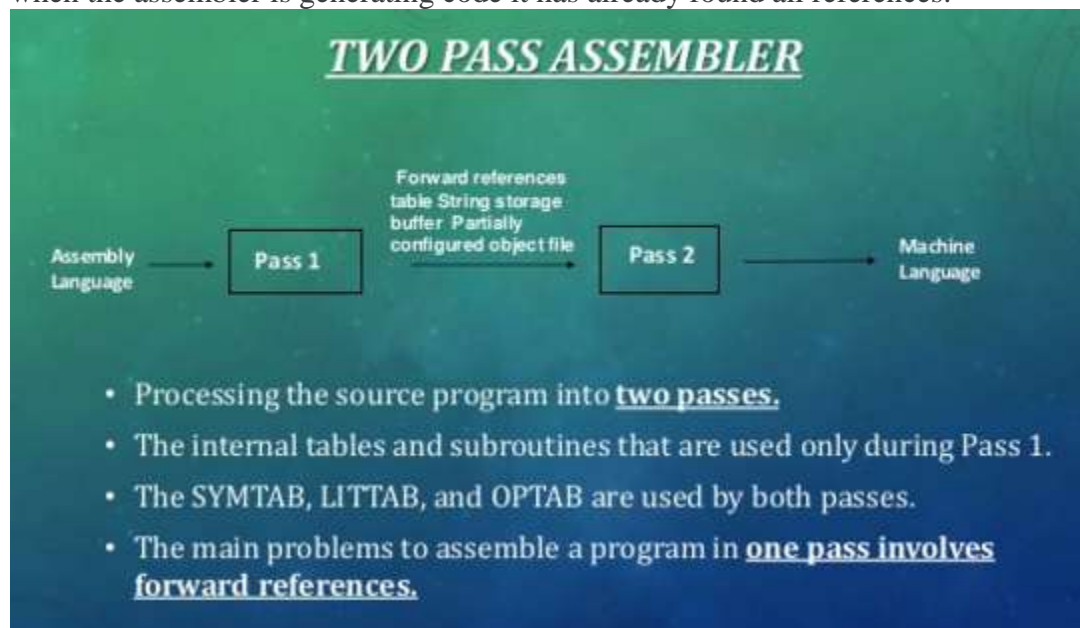 when the assembler is generating code it has already found all references.
TWO PASS ASSEMBLER
Forward references
table String storage
buffer Partially
configured object file
Assembly
Language
Pass 1
Pass 2
Machine
Language
• Processing the source program into two passes.
• The internal tables and subroutines that are used only during Pass 1.
• The SYMTAB, LITTAB, and OPTAB are used by both passes.
• The main problems to assemble a program in one pass involves
forward references.